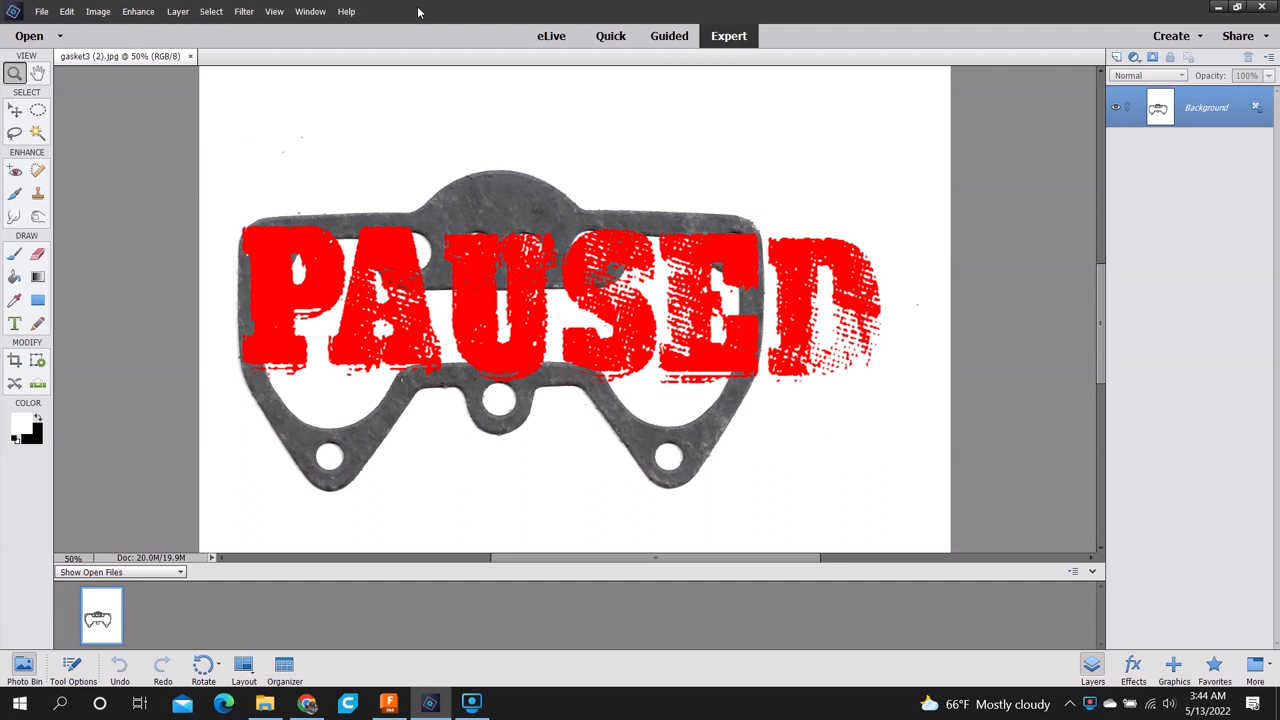 File Edit Image Enhance Layer Select Filter View Window Help
Open eLive Quick Guided Expert Create Share
VIEW
gasket3 (2).jpg @ 50% (RGB/8) ×
Normal Opacity: 100%
SELECT
Background
ENHANCE
DRAW
PAUSED
MODIFY
COLOR
50% Doc: 20.0M/19.9M
Show Open Files
Photo Bin Tool Options Undo Redo Rotate Layout Organizer Layers Effects Graphics Favorites More
66°F Mostly cloudy
3:44 AM
5/13/2022